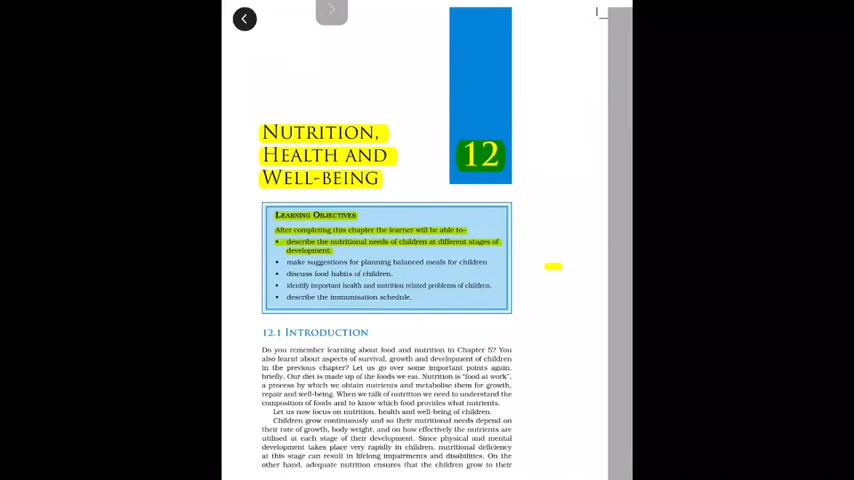 NUTRITION,
HEALTH AND
WELL-BEING
12
LEARNING OBJECTIVES
After completing this chapter the learner will be able to–
• describe the nutritional needs of children at different stages of
development.
• make suggestions for planning balanced meals for children
• discuss food habits of children.
• identify important health and nutrition related problems of children.
• describe the immunisation schedule.
12.1 INTRODUCTION
Do you remember learning about food and nutrition in Chapter 5? You
also learnt about aspects of survival, growth and development of children
in the previous chapter? Let us go over some important points again,
briefly. Our diet is made up of the foods we eat. Nutrition is "food at work",
a process by which we obtain nutrients and metabolise them for growth,
repair and well-being. When we talk of nutrition we need to understand the
composition of foods and to know which food provides what nutrients.
Let us now focus on nutrition, health and well-being of children.
Children grow continuously and so their nutritional needs depend on
their rate of growth, body weight, and on how effectively the nutrients are
utilised at each stage of their development. Since physical and mental
development takes place very rapidly in children, nutritional deficiency
at this stage can result in lifelong impairments and disabilities. On the
other hand, adequate nutrition ensures that the children grow to their